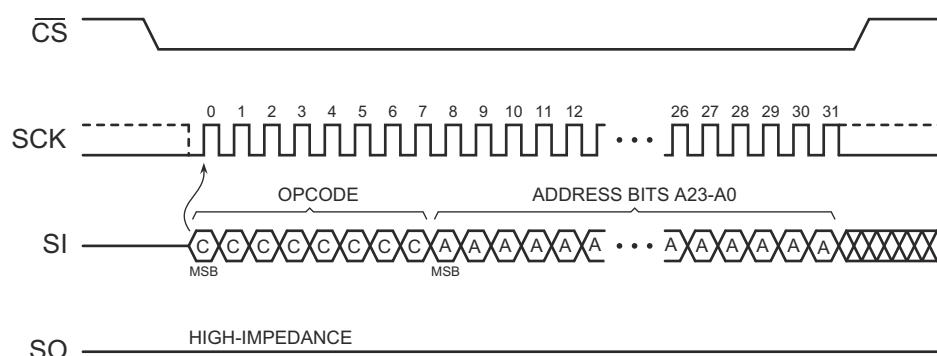 CS
0 1 2 3 4 5 6 7 8 9 10 11 12 26 27 28 29 30 31
SCK
OPCODE ADDRESS BITS A23-A0
SI C C C C C C C C A A A A A A A A A A A A
MSB MSB
HIGH-IMPEDANCE
SO